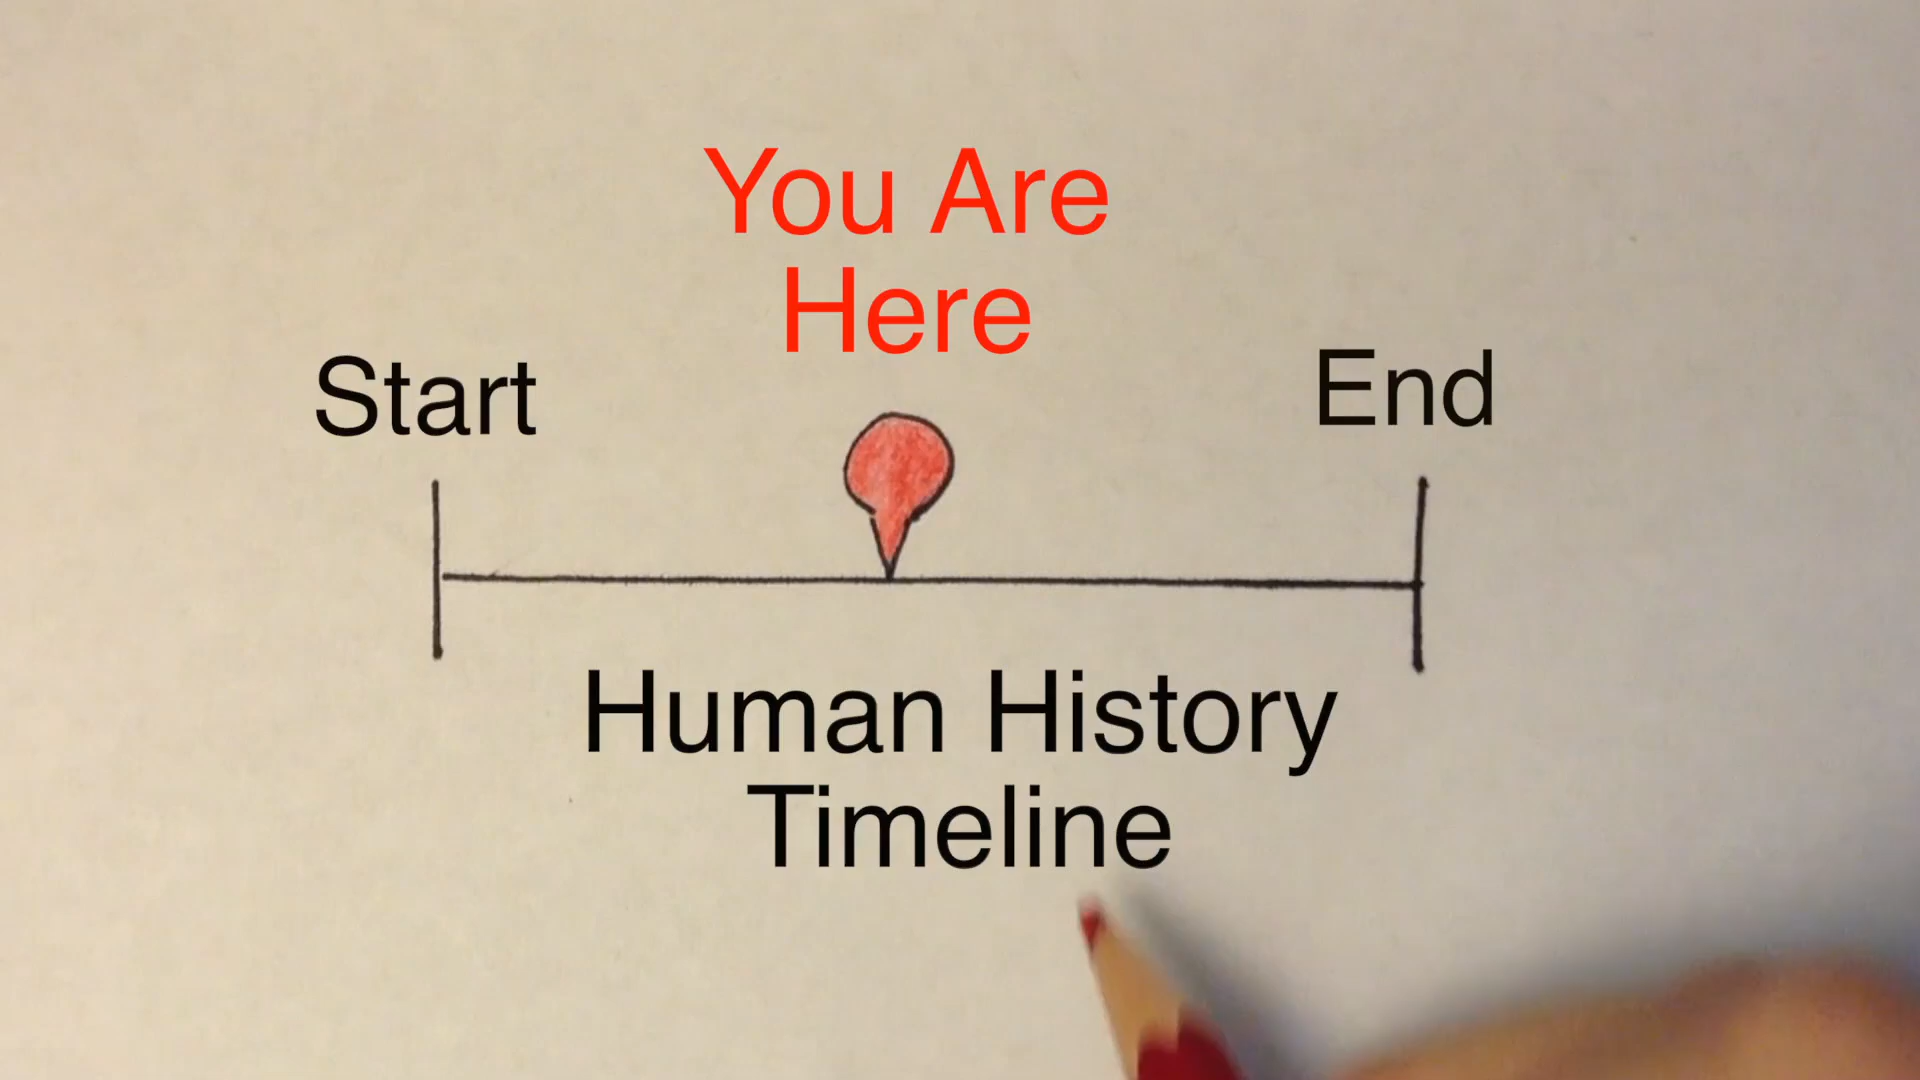 You Are
Here
Start
End
Human History
Timeline